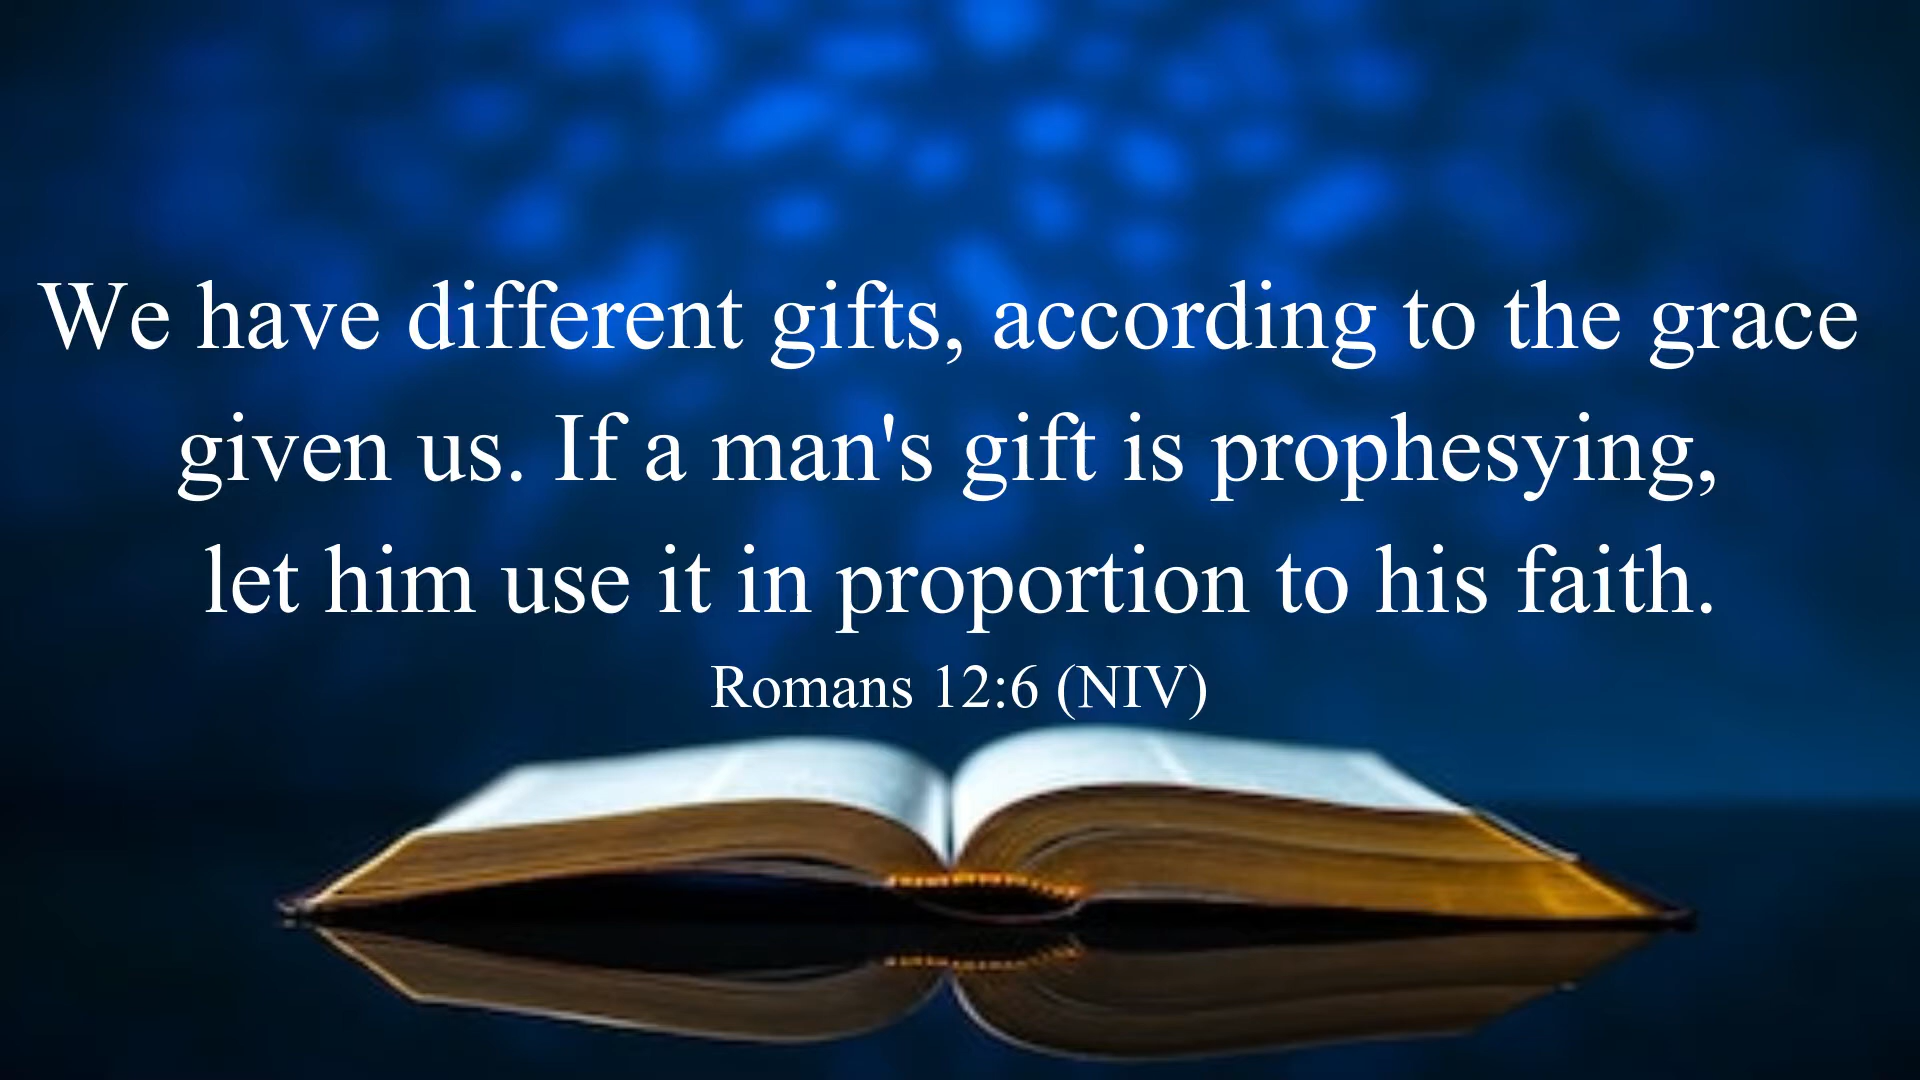 We have different gifts, according to the grace
given us. If a man's gift is prophesying,
let him use it in proportion to his faith.
Romans 12:6 (NIV)